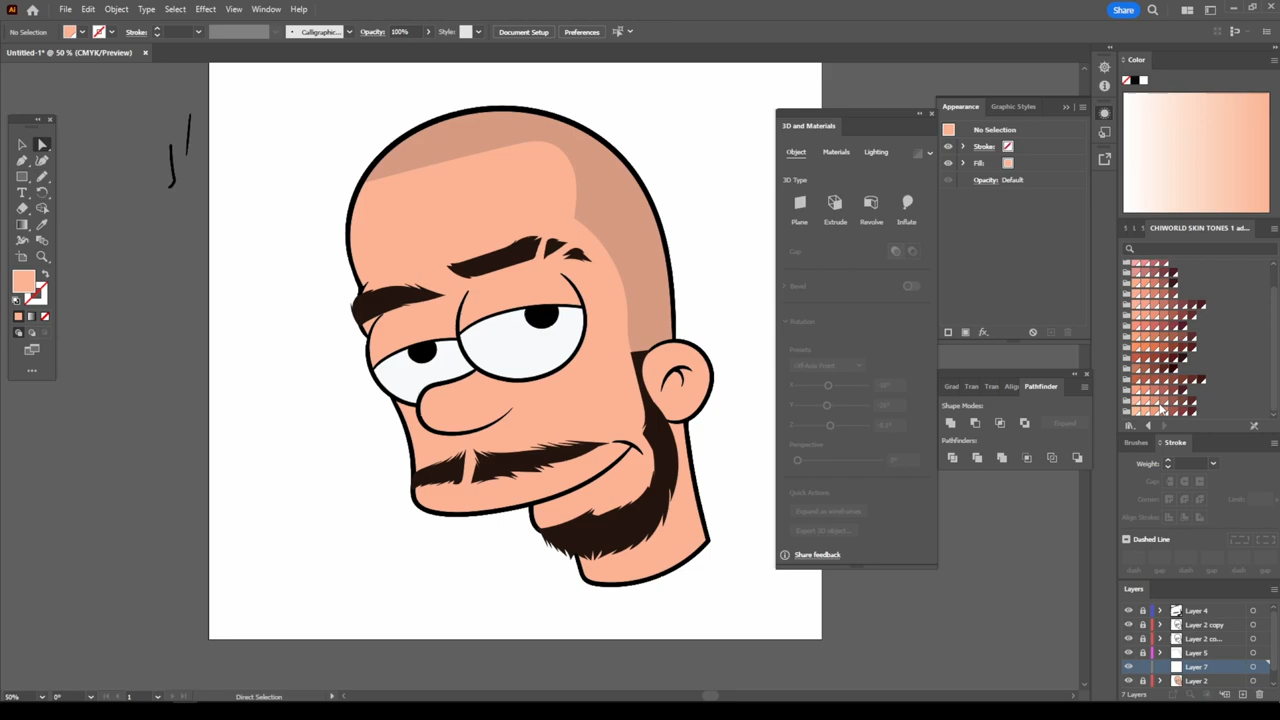 Ai File Edit Object Type Select Effect View Window Help Share
No Selection Stroke: Calligraphic... Opacity: 100% Style: Document Setup Preferences
Untitled-1* @ 50 % (CMYK/Preview) ×
3D and Materials
Object Materials Lighting
3D Type
Plane Extrude Revolve Inflate
Cap
Bevel
Rotation
Presets
Off-Axis Front
X
Y
Z
Perspective
Quick Actions
Expand as wireframe
Export 3D object...
Share feedback
Appearance Graphic Styles
No Selection
Stroke:
Fill:
Opacity: Default
fx
Grad Tran Tran Alig Pathfinder
Shape Modes:
Expand
Pathfinders:
Color
CHIWORLD SKIN TONES 1 ad...
Brushes Stroke
Weight:
Cap:
Corner: Limit
Align Stroke:
Dashed Line
dash gap dash gap dash gap
Layers
Layer 4
Layer 2 copy
Layer 2 co...
Layer 5
Layer 7
Layer 2
7 Layers
50% 0° 1 Direct Selection